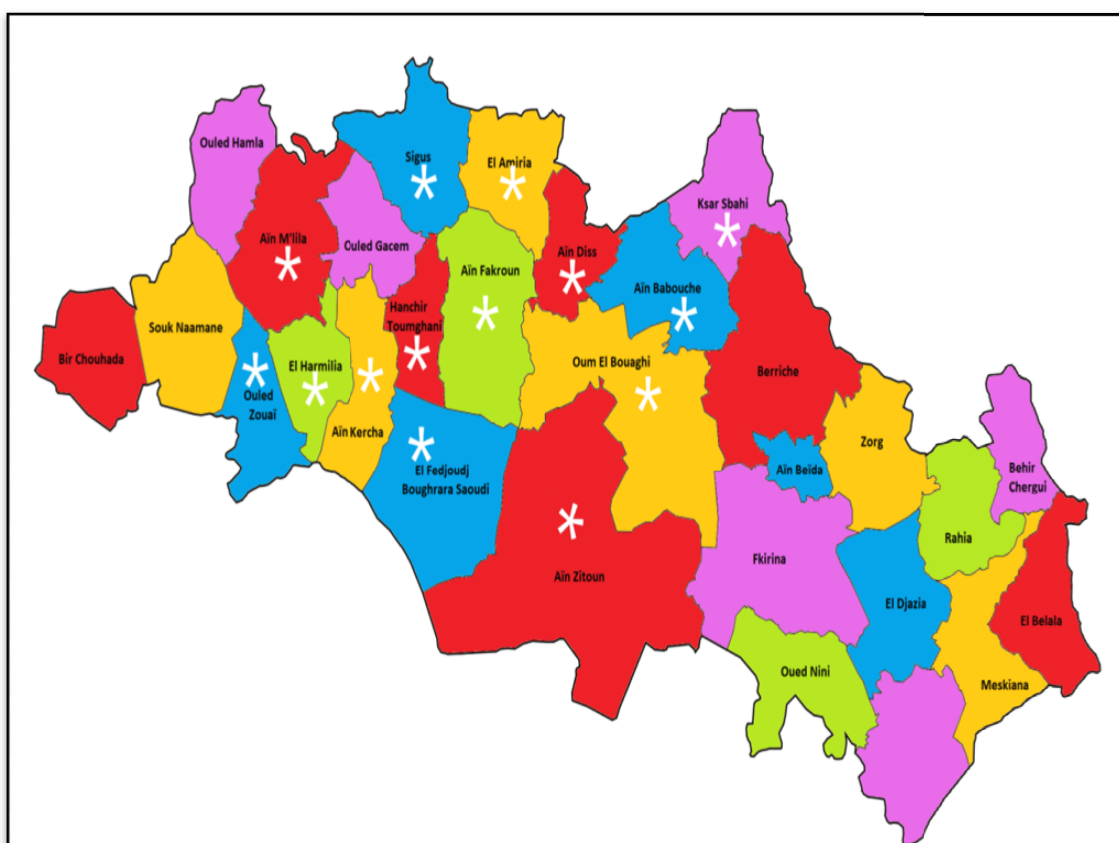 Ouled Hamla
Sigus
El Amiria
Ksar Sbahi
Aïn M'lila
Ouled Gacem
Aïn Diss
Aïn Fakroun
Aïn Babouche
Hanchir
Toumghani
Souk Naamane
Bir Chouhada
El Harmilia
Oum El Bouaghi
Berriche
Ouled
Zouaï
Aïn Kercha
Zorg
El Fedjoudj
Boughrara Saoudi
Aïn Beïda
Behir
Chergui
Rahia
Fkirina
Aïn Zitoun
El Djazia
El Belala
Oued Nini
Meskiana